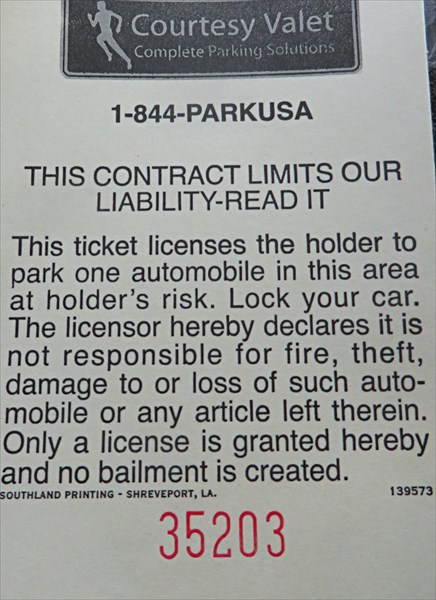 Courtesy Valet
Complete Parking Solutions
1-844-PARKUSA
THIS CONTRACT LIMITS OUR
LIABILITY-READ IT
This ticket licenses the holder to
park one automobile in this area
at holder's risk. Lock your car.
The licensor hereby declares it is
not responsible for fire, theft,
damage to or loss of such auto-
mobile or any article left therein.
Only a license is granted hereby
and no bailment is created.
SOUTHLAND PRINTING - SHREVEPORT, LA. 139573
35203